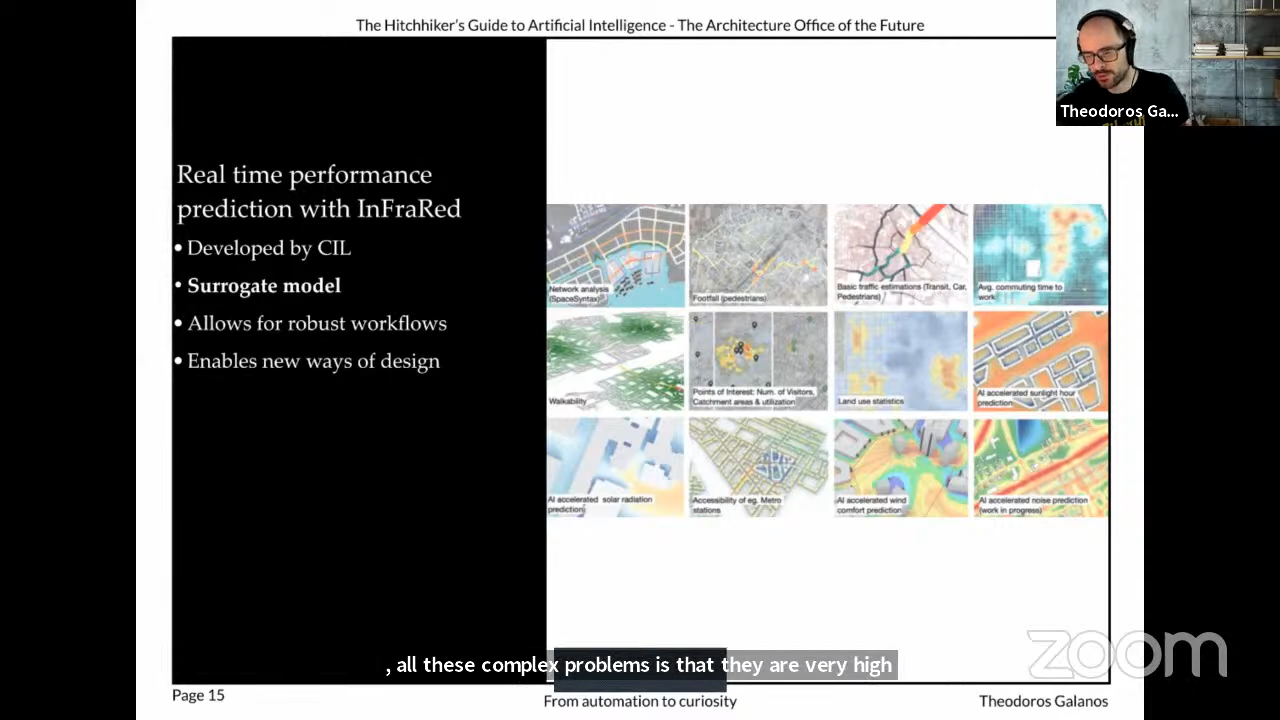 The Hitchhiker's Guide to Artificial Intelligence - The Architecture Office of the Future
Theodoros Ga...
Real time performance
prediction with InFraRed
• Developed by CIL
• Surrogate model
• Allows for robust workflows
• Enables new ways of design
Network analysis
(SpaceSyntax)
Footfall (pedestrians)
Basic traffic estimations (Transit, Car,
Pedestrians)
Avg. commuting time to
work
Walkability
Points of Interest: Num. of Visitors,
Catchment areas & utilization
Land use statistics
AI accelerated sunlight hour
prediction
AI accelerated solar radiation
prediction)
Accessibility of eg. Metro
stations
AI accelerated wind
comfort prediction
AI accelerated noise prediction
(work in progress)
, all these complex problems is that they are very high
zoom
Page 15
From automation to curiosity
Theodoros Galanos